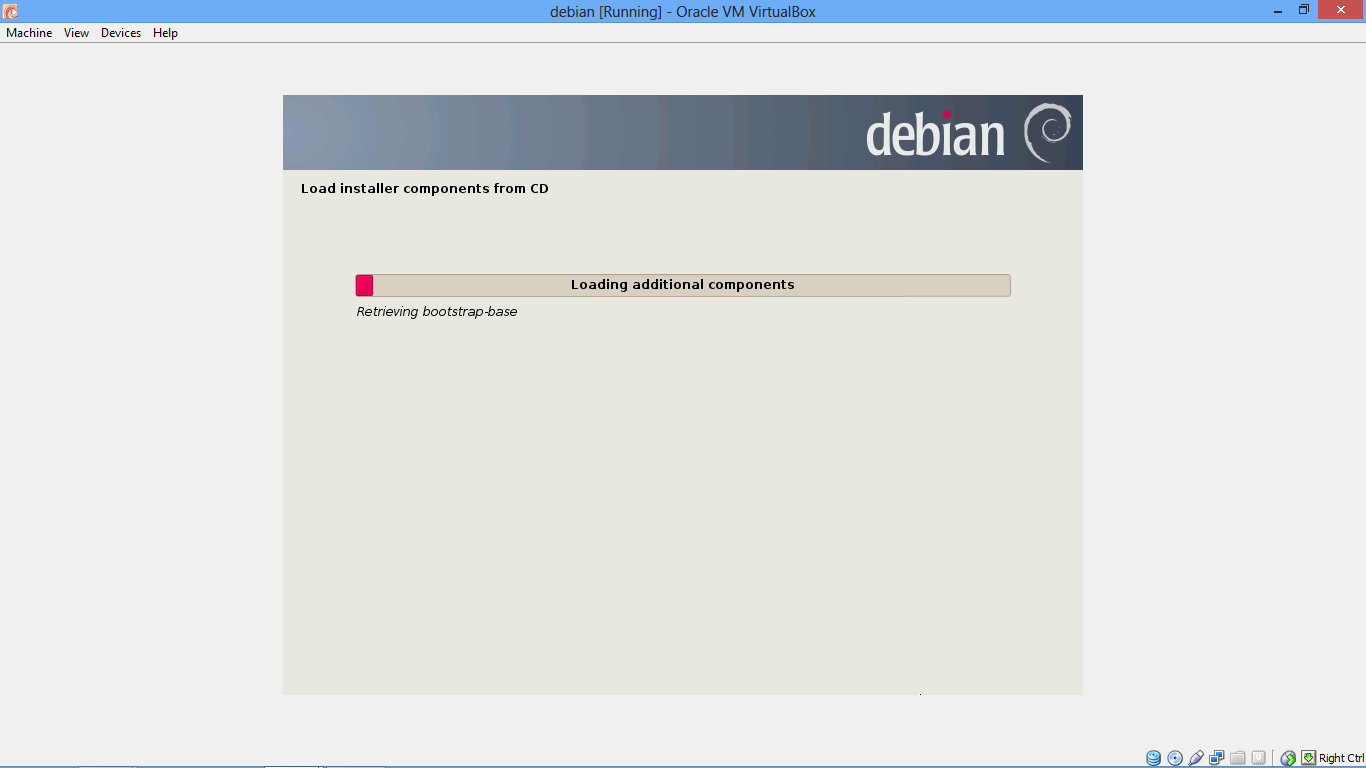 debian [Running] - Oracle VM VirtualBox
Machine View Devices Help
debian
Load installer components from CD
Loading additional components
Retrieving bootstrap-base
Right Ctrl